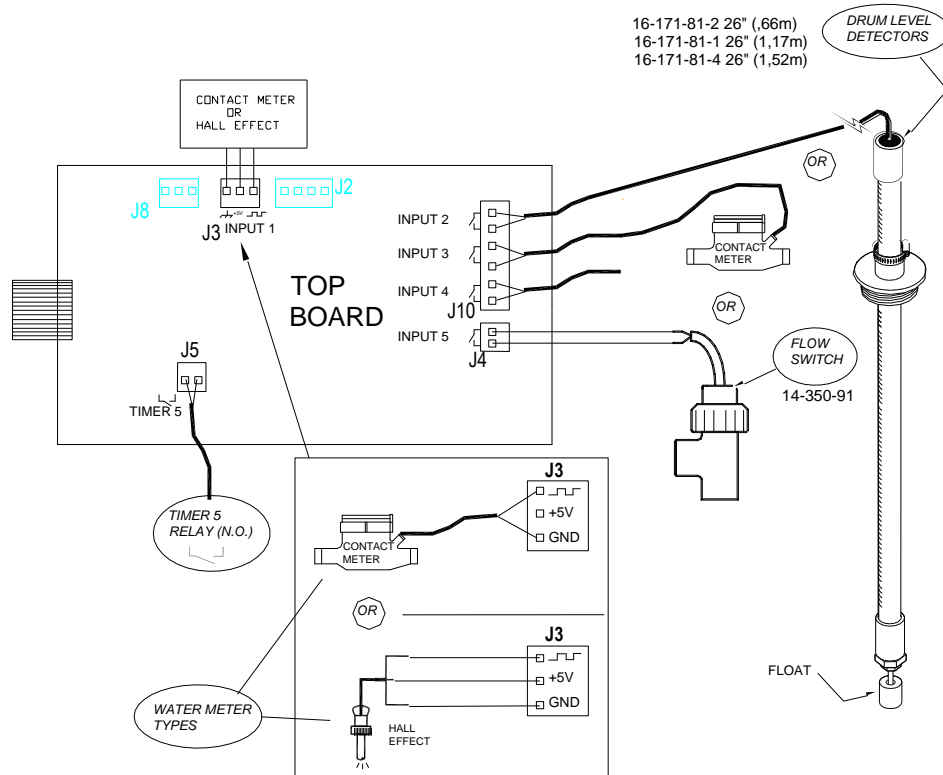 16-171-81-2 26" (,66m)
16-171-81-1 26" (1,17m)
16-171-81-4 26" (1,52m)
DRUM LEVEL
DETECTORS
CONTACT METER
OR
HALL EFFECT
OR
J8
J2
+5V
J3 INPUT 1
INPUT 2
INPUT 3
INPUT 4
J10
INPUT 5
J4
CONTACT
METER
OR
TOP
BOARD
FLOW
SWITCH
14-350-91
J5
TIMER 5
TIMER 5
RELAY (N.O.)
J3
+5V
GND
CONTACT
METER
OR
J3
+5V
GND
HALL
EFFECT
WATER METER
TYPES
FLOAT